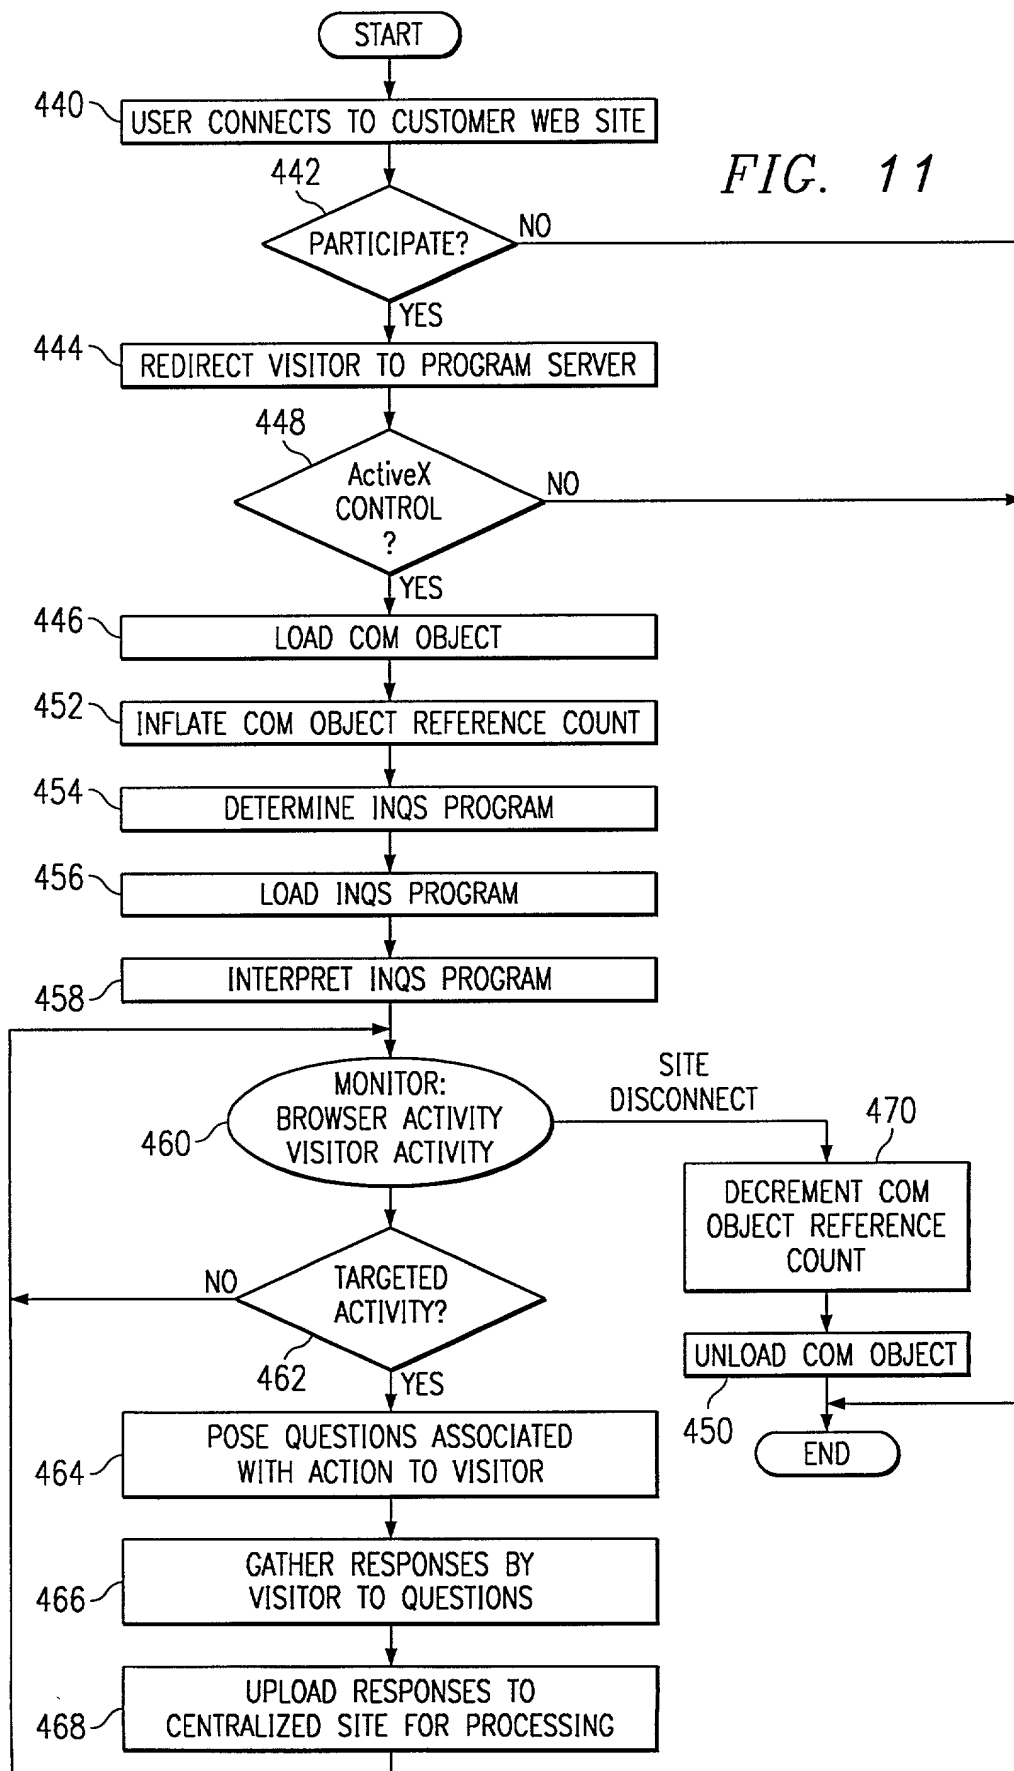 START
440
USER CONNECTS TO CUSTOMER WEB SITE
FIG. 11
442
PARTICIPATE?
NO
YES
444
REDIRECT VISITOR TO PROGRAM SERVER
448
ActiveX
CONTROL
?
NO
YES
446
LOAD COM OBJECT
452
INFLATE COM OBJECT REFERENCE COUNT
454
DETERMINE INQS PROGRAM
456
LOAD INQS PROGRAM
458
INTERPRET INQS PROGRAM
460
MONITOR:
BROWSER ACTIVITY
VISITOR ACTIVITY
SITE
DISCONNECT
470
DECREMENT COM
OBJECT REFERENCE
COUNT
NO
TARGETED
ACTIVITY?
462
YES
UNLOAD COM OBJECT
450
END
464
POSE QUESTIONS ASSOCIATED
WITH ACTION TO VISITOR
466
GATHER RESPONSES BY
VISITOR TO QUESTIONS
468
UPLOAD RESPONSES TO
CENTRALIZED SITE FOR PROCESSING